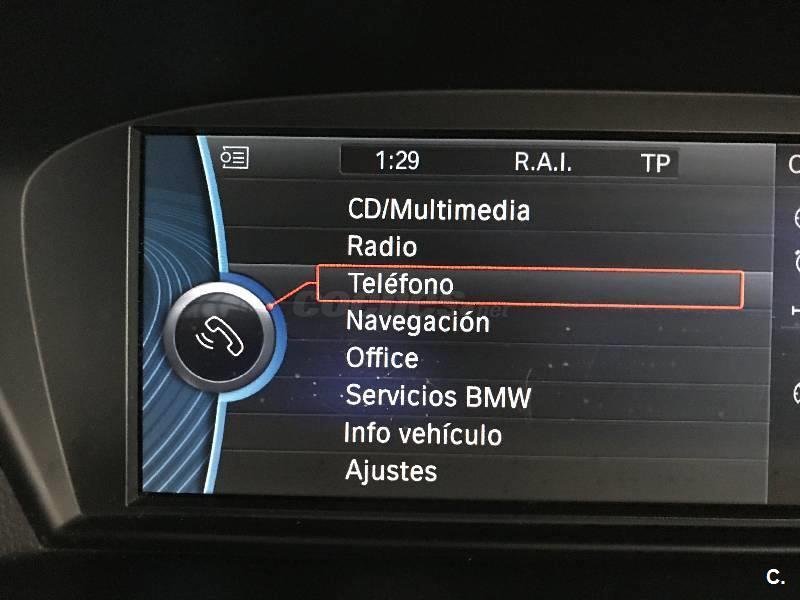 1:29 R.A.I. TP
CD/Multimedia
Radio
Teléfono
Navegación
Office
Servicios BMW
Info vehículo
Ajustes
C.